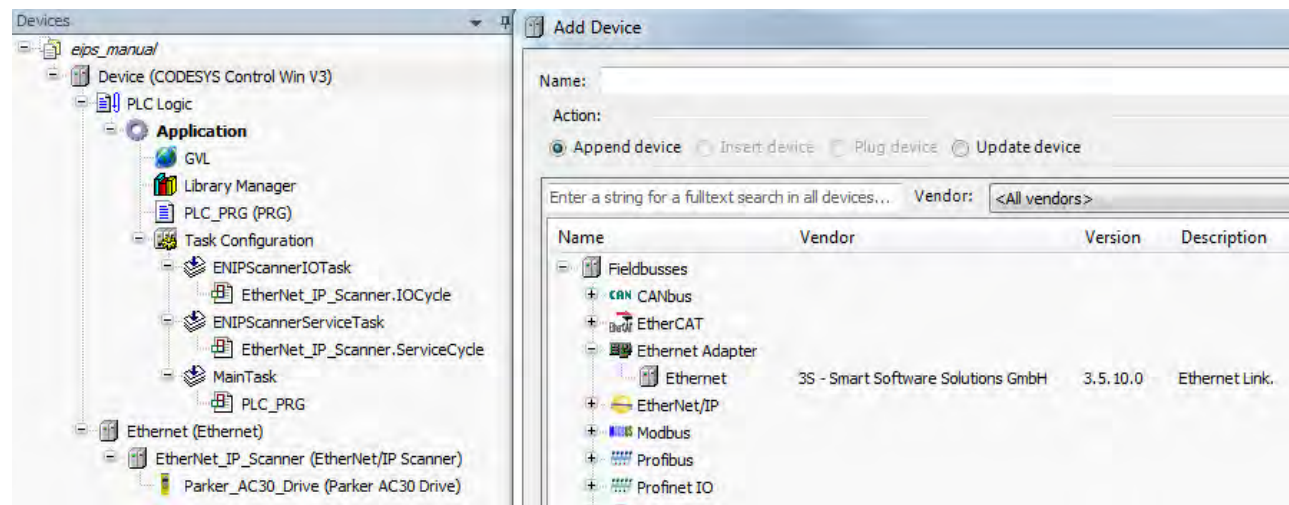 Devices
eips_manual
Device (CODESYS Control Win V3)
PLC Logic
Application
GVL
Library Manager
PLC_PRG (PRG)
Task Configuration
ENIPScannerIOTask
EtherNet_IP_Scanner.IOCycle
ENIPScannerServiceTask
EtherNet_IP_Scanner.ServiceCycle
MainTask
PLC_PRG
Ethernet (Ethernet)
EtherNet_IP_Scanner (EtherNet/IP Scanner)
Parker_AC30_Drive (Parker AC30 Drive)
Add Device
Name:
Action:
Append device Insert device Plug device Update device
Enter a string for a fulltext search in all devices... Vendor: <All vendors>
Name Vendor Version Description
Fieldbusses
CAN CANbus
EtherCAT
Ethernet Adapter
Ethernet 3S - Smart Software Solutions GmbH 3.5.10.0 Ethernet Link.
EtherNet/IP
Modbus
Profibus
Profinet IO